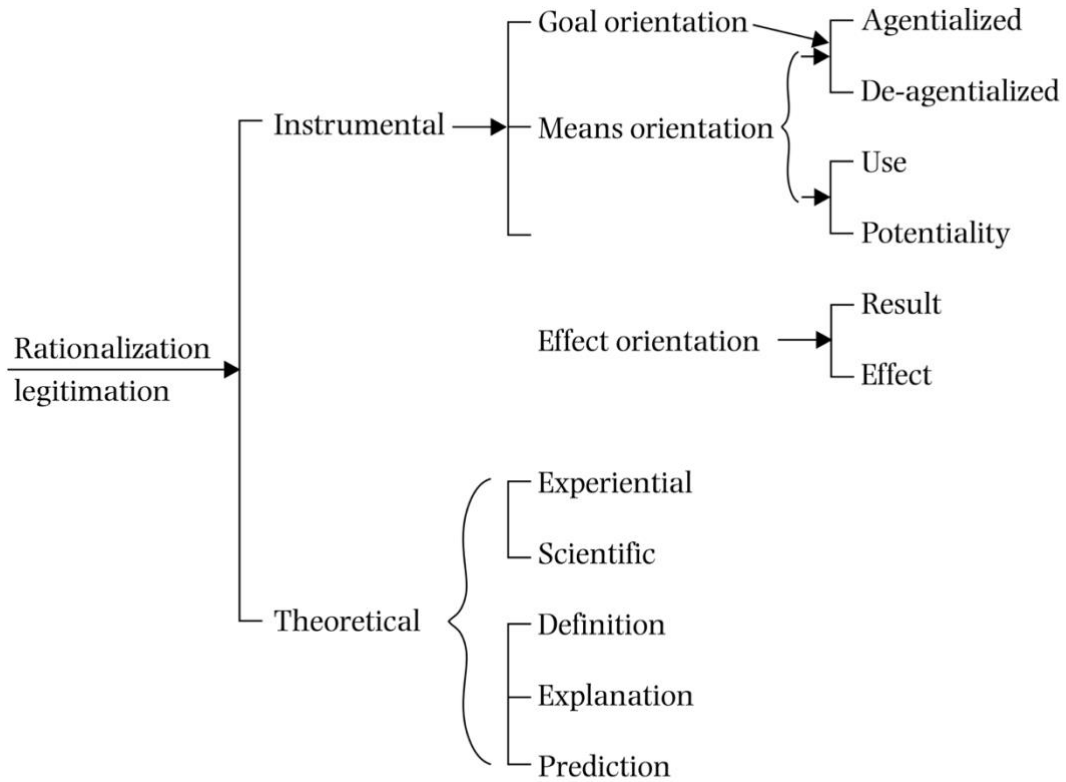 Goal orientation
Agentialized
De-agentialized
Instrumental
Means orientation
Use
Potentiality
Result
Effect orientation
Effect
Rationalization
legitimation
Experiential
Scientific
Theoretical
Definition
Explanation
Prediction